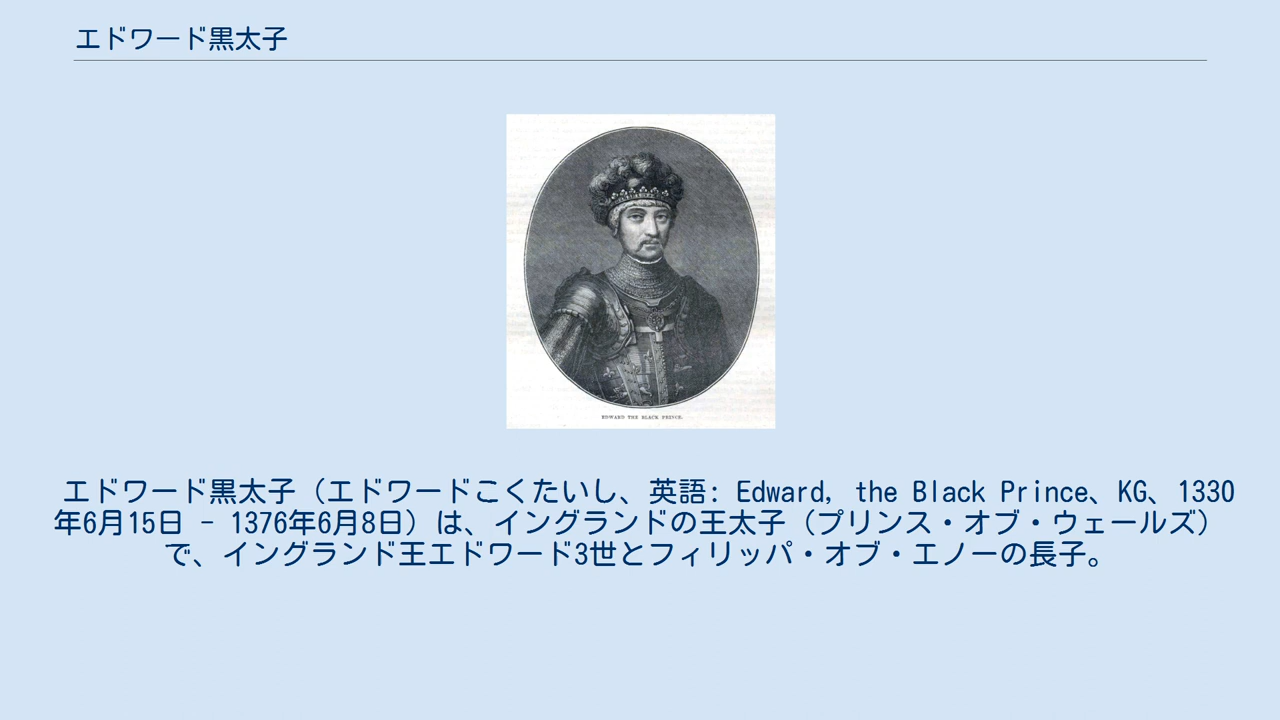 エドワード黒太子
EDWARD THE BLACK PRINCE.
エドワード黒太子（エドワードこくたいし、英語: Edward, the Black Prince、KG、1330
年6月15日 - 1376年6月8日）は、イングランドの王太子（プリンス・オブ・ウェールズ）
で、イングランド王エドワード3世とフィリッパ・オブ・エノーの長子。